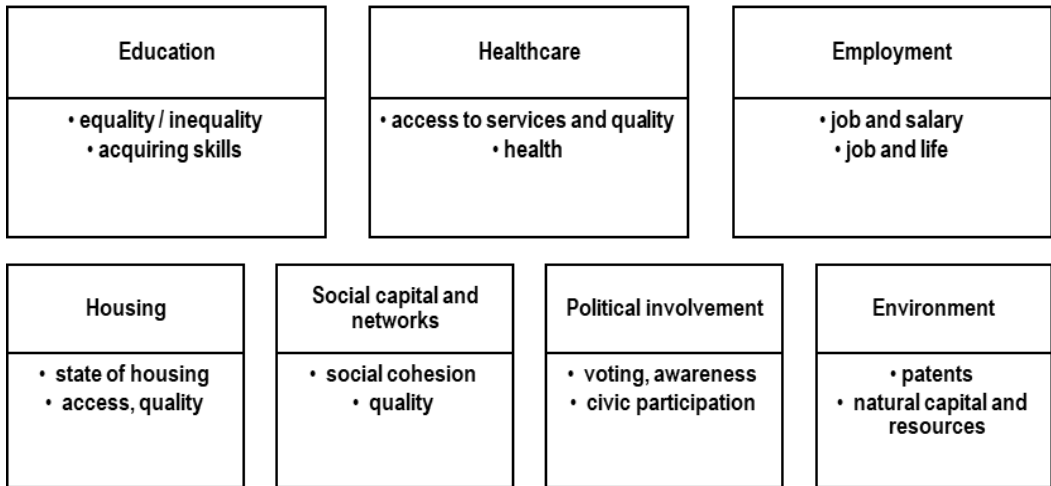 Education
• equality / inequality
• acquiring skills
Healthcare
• access to services and quality
• health
Employment
• job and salary
• job and life
Housing
• state of housing
• access, quality
Social capital and
networks
• social cohesion
• quality
Political involvement
• voting, awareness
• civic participation
Environment
• patents
• natural capital and
resources